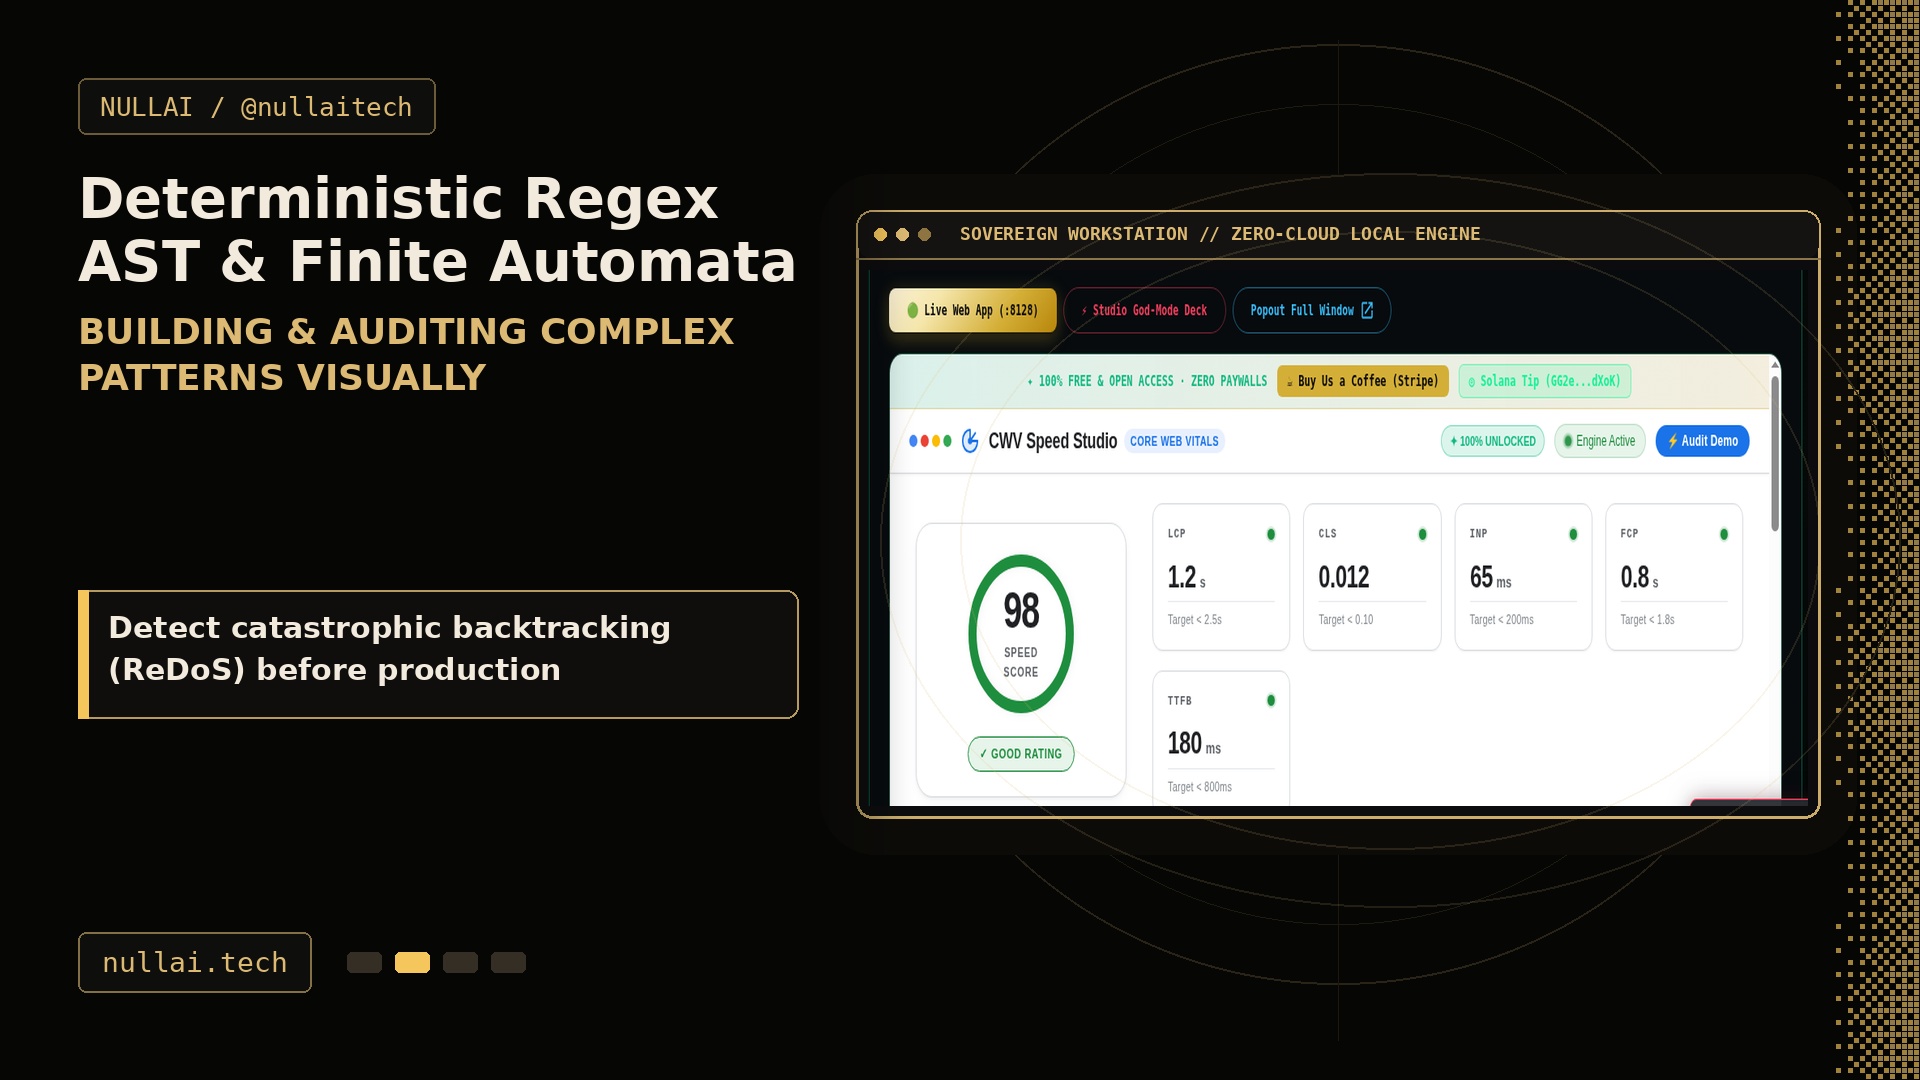 NULLAI / @nullaitech
Deterministic Regex
AST & Finite Automata
BUILDING & AUDITING COMPLEX
PATTERNS VISUALLY
Detect catastrophic backtracking
(ReDoS) before production
nullai.tech
SOVEREIGN WORKSTATION // ZERO-CLOUD LOCAL ENGINE
Live Web App (:8128)
⚡ Studio God-Mode Deck
Popout Full Window
✦ 100% FREE & OPEN ACCESS · ZERO PAYWALLS
☕ Buy Us a Coffee (Stripe)
◎ Solana Tip (GG2e...dXoK)
CWV Speed Studio
CORE WEB VITALS
✦ 100% UNLOCKED
Engine Active
⚡ Audit Demo
98
SPEED
SCORE
✓ GOOD RATING
LCP
1.2 s
Target < 2.5s
CLS
0.012
Target < 0.10
INP
65 ms
Target < 200ms
FCP
0.8 s
Target < 1.8s
TTFB
180 ms
Target < 800ms